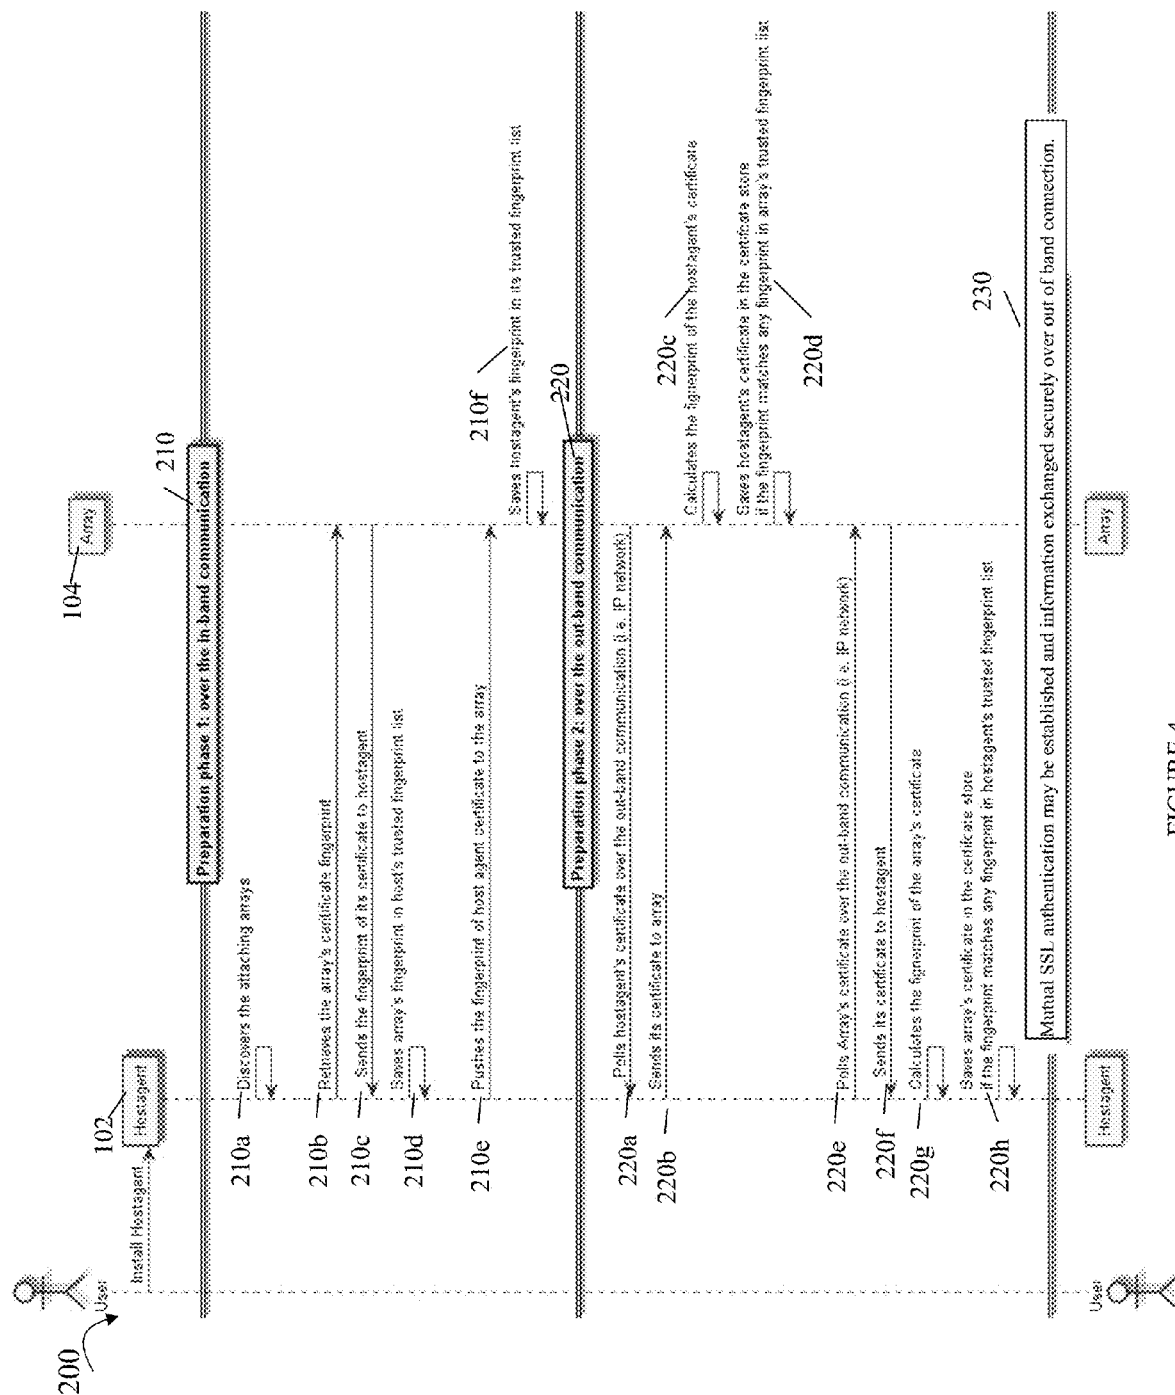 200
User
Install Hostagent
102
Hostagent
104
Array
Preparation phase 1: over the in-band communication
210
210a
Discovers the attaching arrays
210b
Retrieves the array's certificate fingerprint
210c
Sends the fingerprint of its certificate to hostagent
210d
Saves array's fingerprint in host's trusted fingerprint list
210e
Pushes the fingerprint of host agent certificate to the array
210f
Saves hostagent's fingerprint in its trusted fingerprint list
Preparation phase 2: over the out-band communication
220
220a
Polls hostagent's certificate over the out-band communication (i.e. IP network)
220b
Sends its certificate to array
220c
Calculates the fignerprint of the hostagent's certificate
Saves hostagent's certificate in the certificate store
if the fingerprint matches any fingerprint in array's trusted fingerprint list
220d
220e
Polls Array's certificate over the out-band communication (i.e. IP network)
220f
Sends its certificate to hostagent
220g
Calculates the fignerprint of the array's certificate
Saves array's certificate in the certificate store
if the fingerprint matches any fingerprint in hostagent's trusted fingerprint list
220h
230
Mutual SSL authentication may be established and information exchanged securely over out of band connection.
User
Hostagent
Array
FIGURE 4